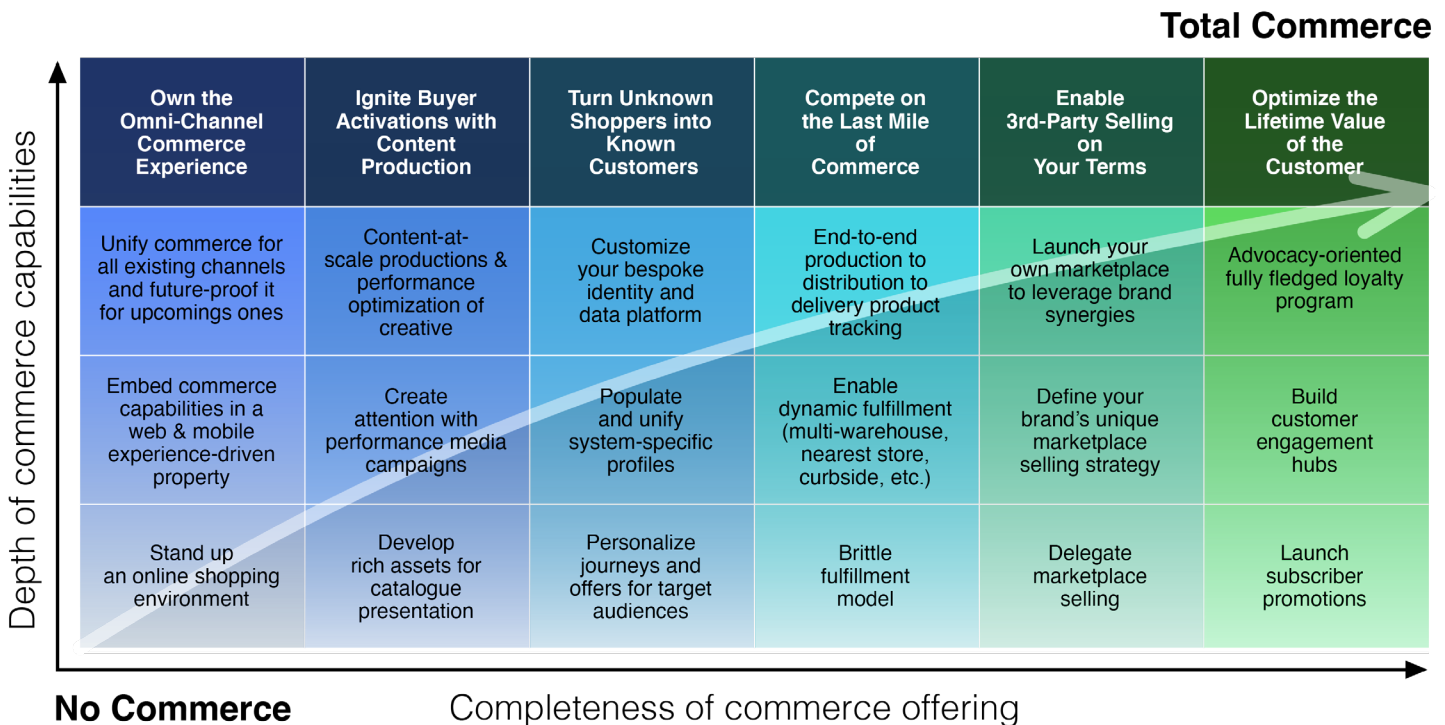 Total Commerce
Depth of commerce capabilities
Own the
Omni-Channel
Commerce
Experience
Ignite Buyer
Activations with
Content
Production
Turn Unknown
Shoppers into
Known
Customers
Compete on
the Last Mile
of
Commerce
Enable
3rd-Party Selling
on
Your Terms
Optimize the
Lifetime Value
of the
Customer
Unify commerce for
all existing channels
and future-proof it
for upcomings ones
Content-at-
scale productions &
performance
optimization of
creative
Customize
your bespoke
identity and
data platform
End-to-end
production to
distribution to
delivery product
tracking
Launch your
own marketplace
to leverage brand
synergies
Advocacy-oriented
fully fledged loyalty
program
Embed commerce
capabilities in a
web & mobile
experience-driven
property
Create
attention with
performance media
campaigns
Populate
and unify
system-specific
profiles
Enable
dynamic fulfillment
(multi-warehouse,
nearest store,
curbside, etc.)
Define your
brand’s unique
marketplace
selling strategy
Build
customer
engagement
hubs
Stand up
an online shopping
environment
Develop
rich assets for
catalogue
presentation
Personalize
journeys and
offers for target
audiences
Brittle
fulfillment
model
Delegate
marketplace
selling
Launch
subscriber
promotions
No Commerce
Completeness of commerce offering